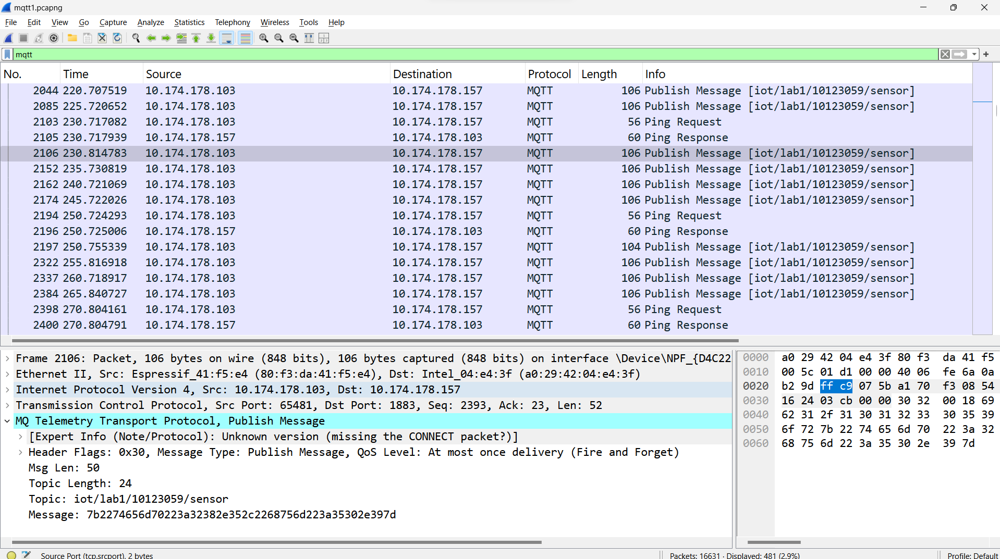 mqtt1.pcapng
File Edit View Go Capture Analyze Statistics Telephony Wireless Tools Help
mqtt
No. Time Source Destination Protocol Length Info
2044 220.707519 10.174.178.103 10.174.178.157 MQTT 106 Publish Message [iot/lab1/10123059/sensor]
2085 225.720652 10.174.178.103 10.174.178.157 MQTT 106 Publish Message [iot/lab1/10123059/sensor]
2103 230.717082 10.174.178.103 10.174.178.157 MQTT 56 Ping Request
2105 230.717939 10.174.178.157 10.174.178.103 MQTT 60 Ping Response
2106 230.814783 10.174.178.103 10.174.178.157 MQTT 106 Publish Message [iot/lab1/10123059/sensor]
2152 235.730819 10.174.178.103 10.174.178.157 MQTT 106 Publish Message [iot/lab1/10123059/sensor]
2162 240.721069 10.174.178.103 10.174.178.157 MQTT 106 Publish Message [iot/lab1/10123059/sensor]
2174 245.722026 10.174.178.103 10.174.178.157 MQTT 106 Publish Message [iot/lab1/10123059/sensor]
2194 250.724293 10.174.178.103 10.174.178.157 MQTT 56 Ping Request
2196 250.725006 10.174.178.157 10.174.178.103 MQTT 60 Ping Response
2197 250.755339 10.174.178.103 10.174.178.157 MQTT 104 Publish Message [iot/lab1/10123059/sensor]
2322 255.816918 10.174.178.103 10.174.178.157 MQTT 106 Publish Message [iot/lab1/10123059/sensor]
2337 260.718917 10.174.178.103 10.174.178.157 MQTT 106 Publish Message [iot/lab1/10123059/sensor]
2384 265.840727 10.174.178.103 10.174.178.157 MQTT 106 Publish Message [iot/lab1/10123059/sensor]
2398 270.804161 10.174.178.103 10.174.178.157 MQTT 56 Ping Request
2400 270.804791 10.174.178.157 10.174.178.103 MQTT 60 Ping Response
Frame 2106: Packet, 106 bytes on wire (848 bits), 106 bytes captured (848 bits) on interface \Device\NPF_{D4C22
Ethernet II, Src: Espressif_41:f5:e4 (80:f3:da:41:f5:e4), Dst: Intel_04:e4:3f (a0:29:42:04:e4:3f)
Internet Protocol Version 4, Src: 10.174.178.103, Dst: 10.174.178.157
Transmission Control Protocol, Src Port: 65481, Dst Port: 1883, Seq: 2393, Ack: 23, Len: 52
MQ Telemetry Transport Protocol, Publish Message
[Expert Info (Note/Protocol): Unknown version (missing the CONNECT packet?)]
Header Flags: 0x30, Message Type: Publish Message, QoS Level: At most once delivery (Fire and Forget)
Msg Len: 50
Topic Length: 24
Topic: iot/lab1/10123059/sensor
Message: 7b2274656d70223a32382e352c2268756d223a35302e397d
0000 a0 29 42 04 e4 3f 80 f3 da 41 f5
0010 00 5c 01 d1 00 00 40 06 fe 6a 0a
0020 b2 9d ff c9 07 5b a1 70 f3 08 54
0030 16 24 03 cb 00 00 30 32 00 18 69
0040 62 31 2f 31 30 31 32 33 30 35 39
0050 6f 72 7b 22 74 65 6d 70 22 3a 32
0060 68 75 6d 22 3a 35 30 2e 39 7d
Source Port (tcp.srcport), 2 bytes
Packets: 16631 · Displayed: 481 (2.9%)
Profile: Default